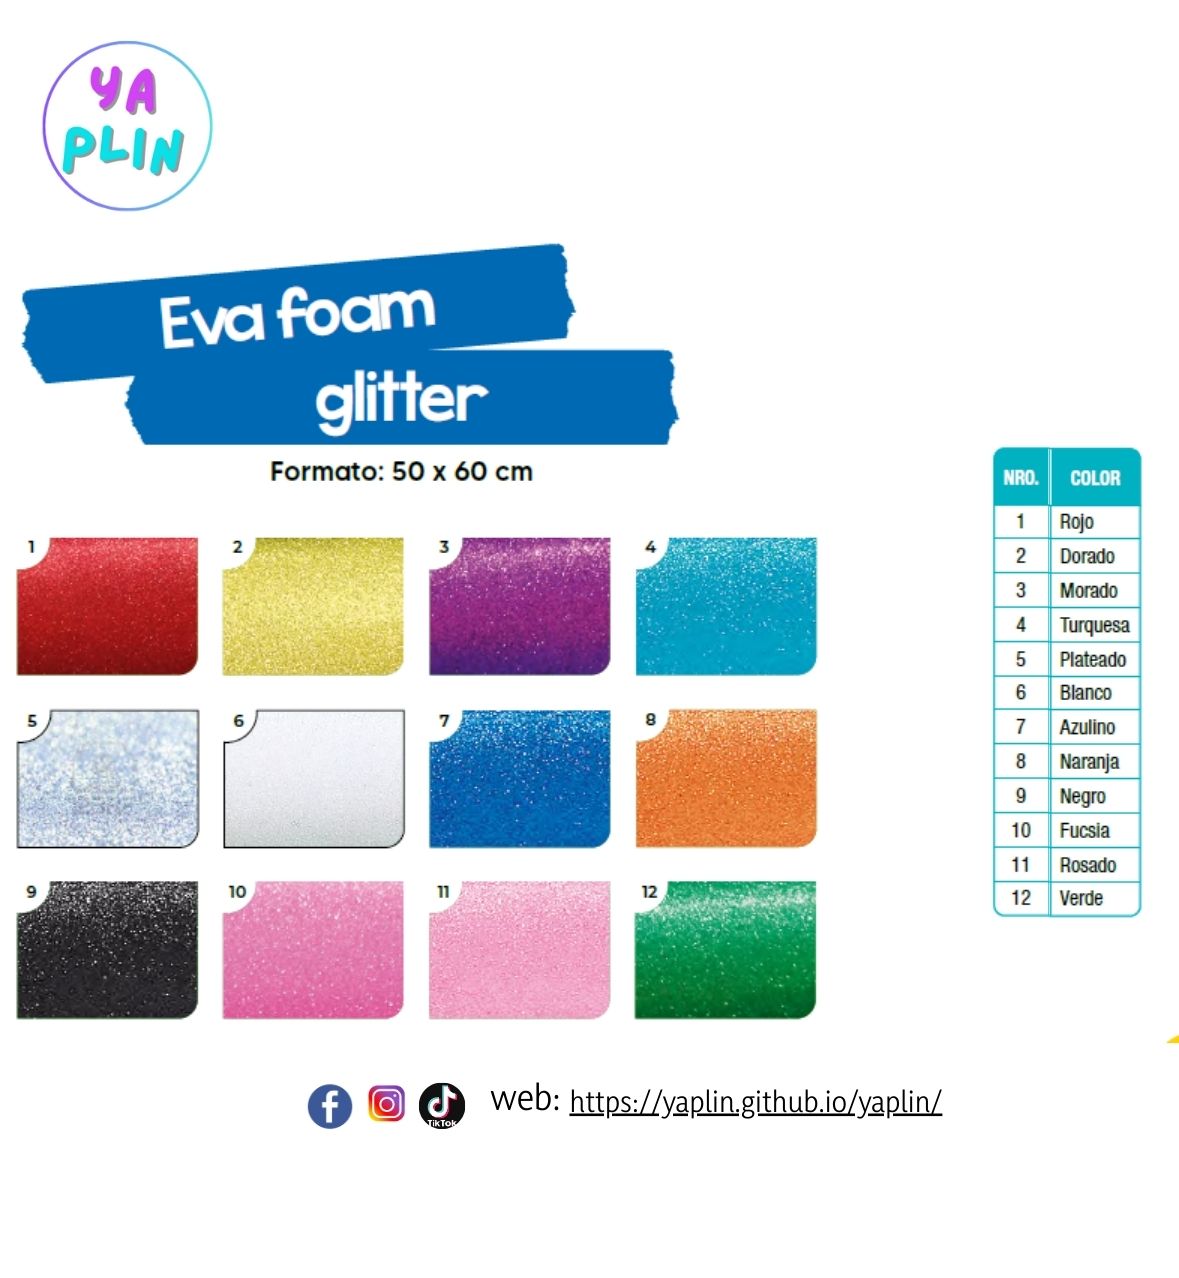 YA
PLIN
Eva foam
glitter
Formato: 50 x 60 cm
NRO. COLOR
1 Rojo
2 Dorado
3 Morado
4 Turquesa
5 Plateado
6 Blanco
7 Azulino
8 Naranja
9 Negro
10 Fucsia
11 Rosado
12 Verde
1 2 3 4
5 6 7 8
9 10 11 12
TikTok
web: https://yaplin.github.io/yaplin/